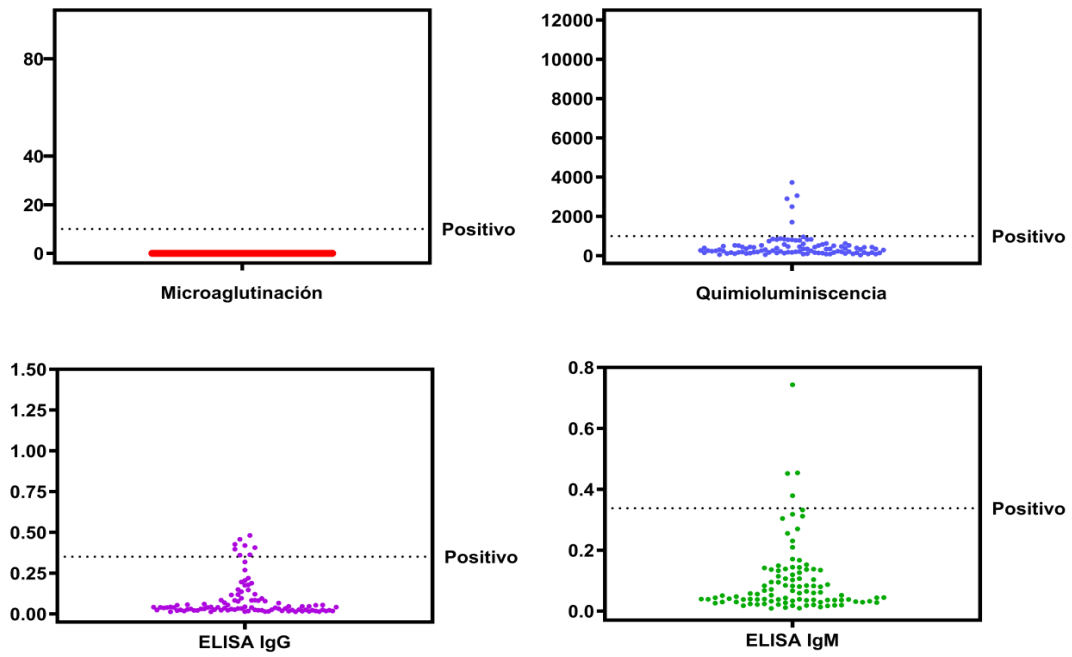 80
40
20
0
Positivo
Microaglutinación
12000
10000
8000
6000
4000
2000
0
Positivo
Quimioluminiscencia
1.50
1.25
1.00
0.75
0.50
0.25
0.00
Positivo
ELISA IgG
0.8
0.6
0.4
0.2
0.0
Positivo
ELISA IgM